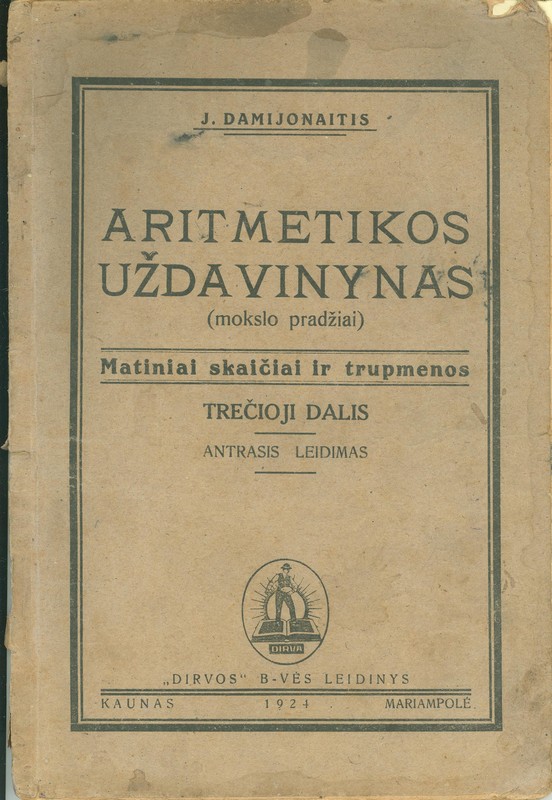 J. DAMIJONAITIS
ARITMETIKOS
UŽDAVINYNAS
(mokslo pradžiai)
Matiniai skaičiai ir trupmenos
TREČIOJI DALIS
ANTRASIS LEIDIMAS
DIRVA
„DIRVOS“ B-VĖS LEIDINYS
KAUNAS 1924 MARIAMPOLĖ